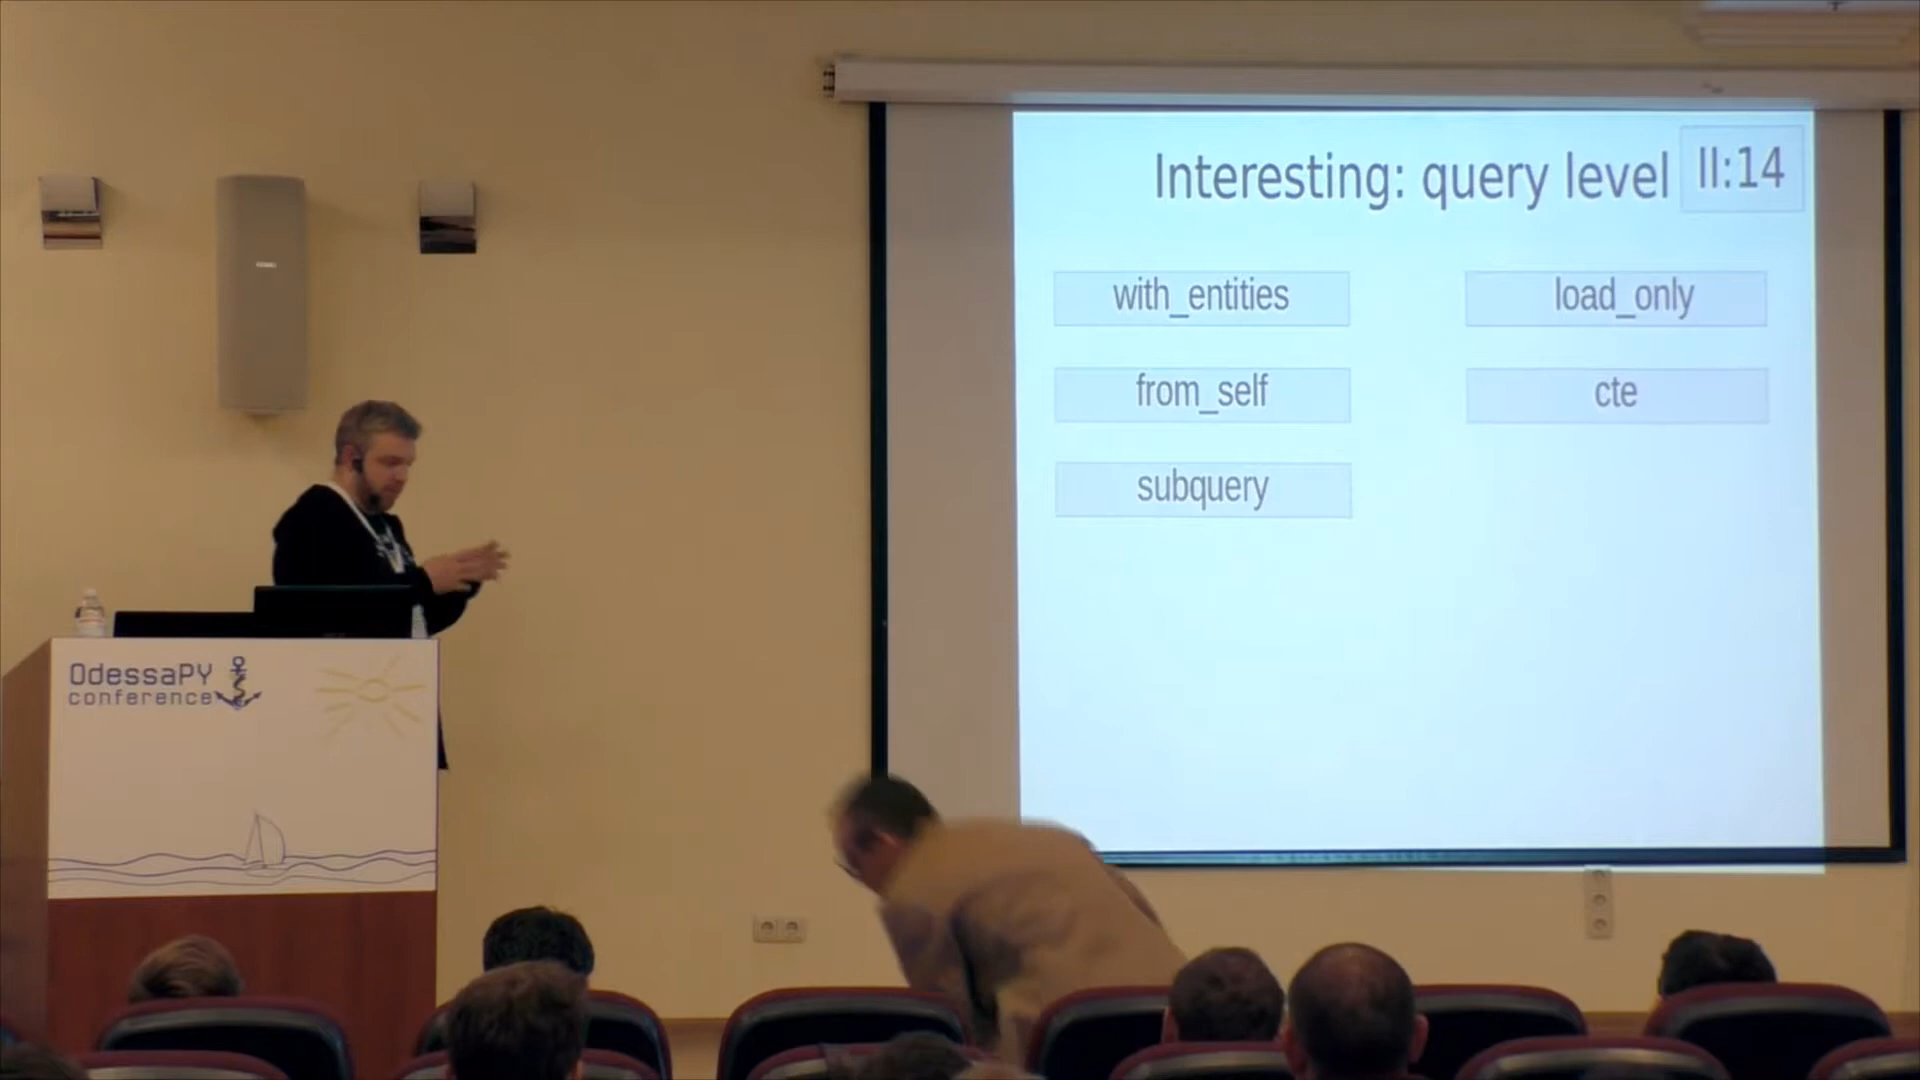 Interesting: query level
II:14
with_entities
load_only
from_self
cte
subquery
OdessaPY
conference